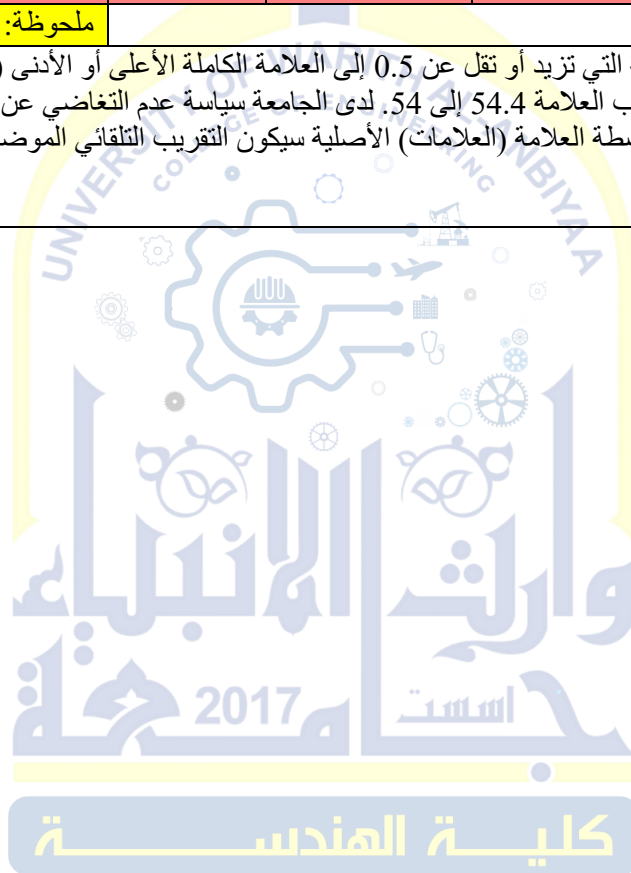 ملحوظة:
التي تزيد أو تقل عن 0.5 إلى العلامة الكاملة الأعلى أو الأدنى (
ب العلامة 54.4 إلى 54. لدى الجامعة سياسة عدم التغاضي عن
سطة العلامة (العلامات) الأصلية سيكون التقريب التلقائي الموض
UNIVERSITY OF WARITH AL-ANBIYAA
COLLEGE OF ENGINEERING
وارث الأنبياء
2017 اسست
جامعة
كلية الهندسة